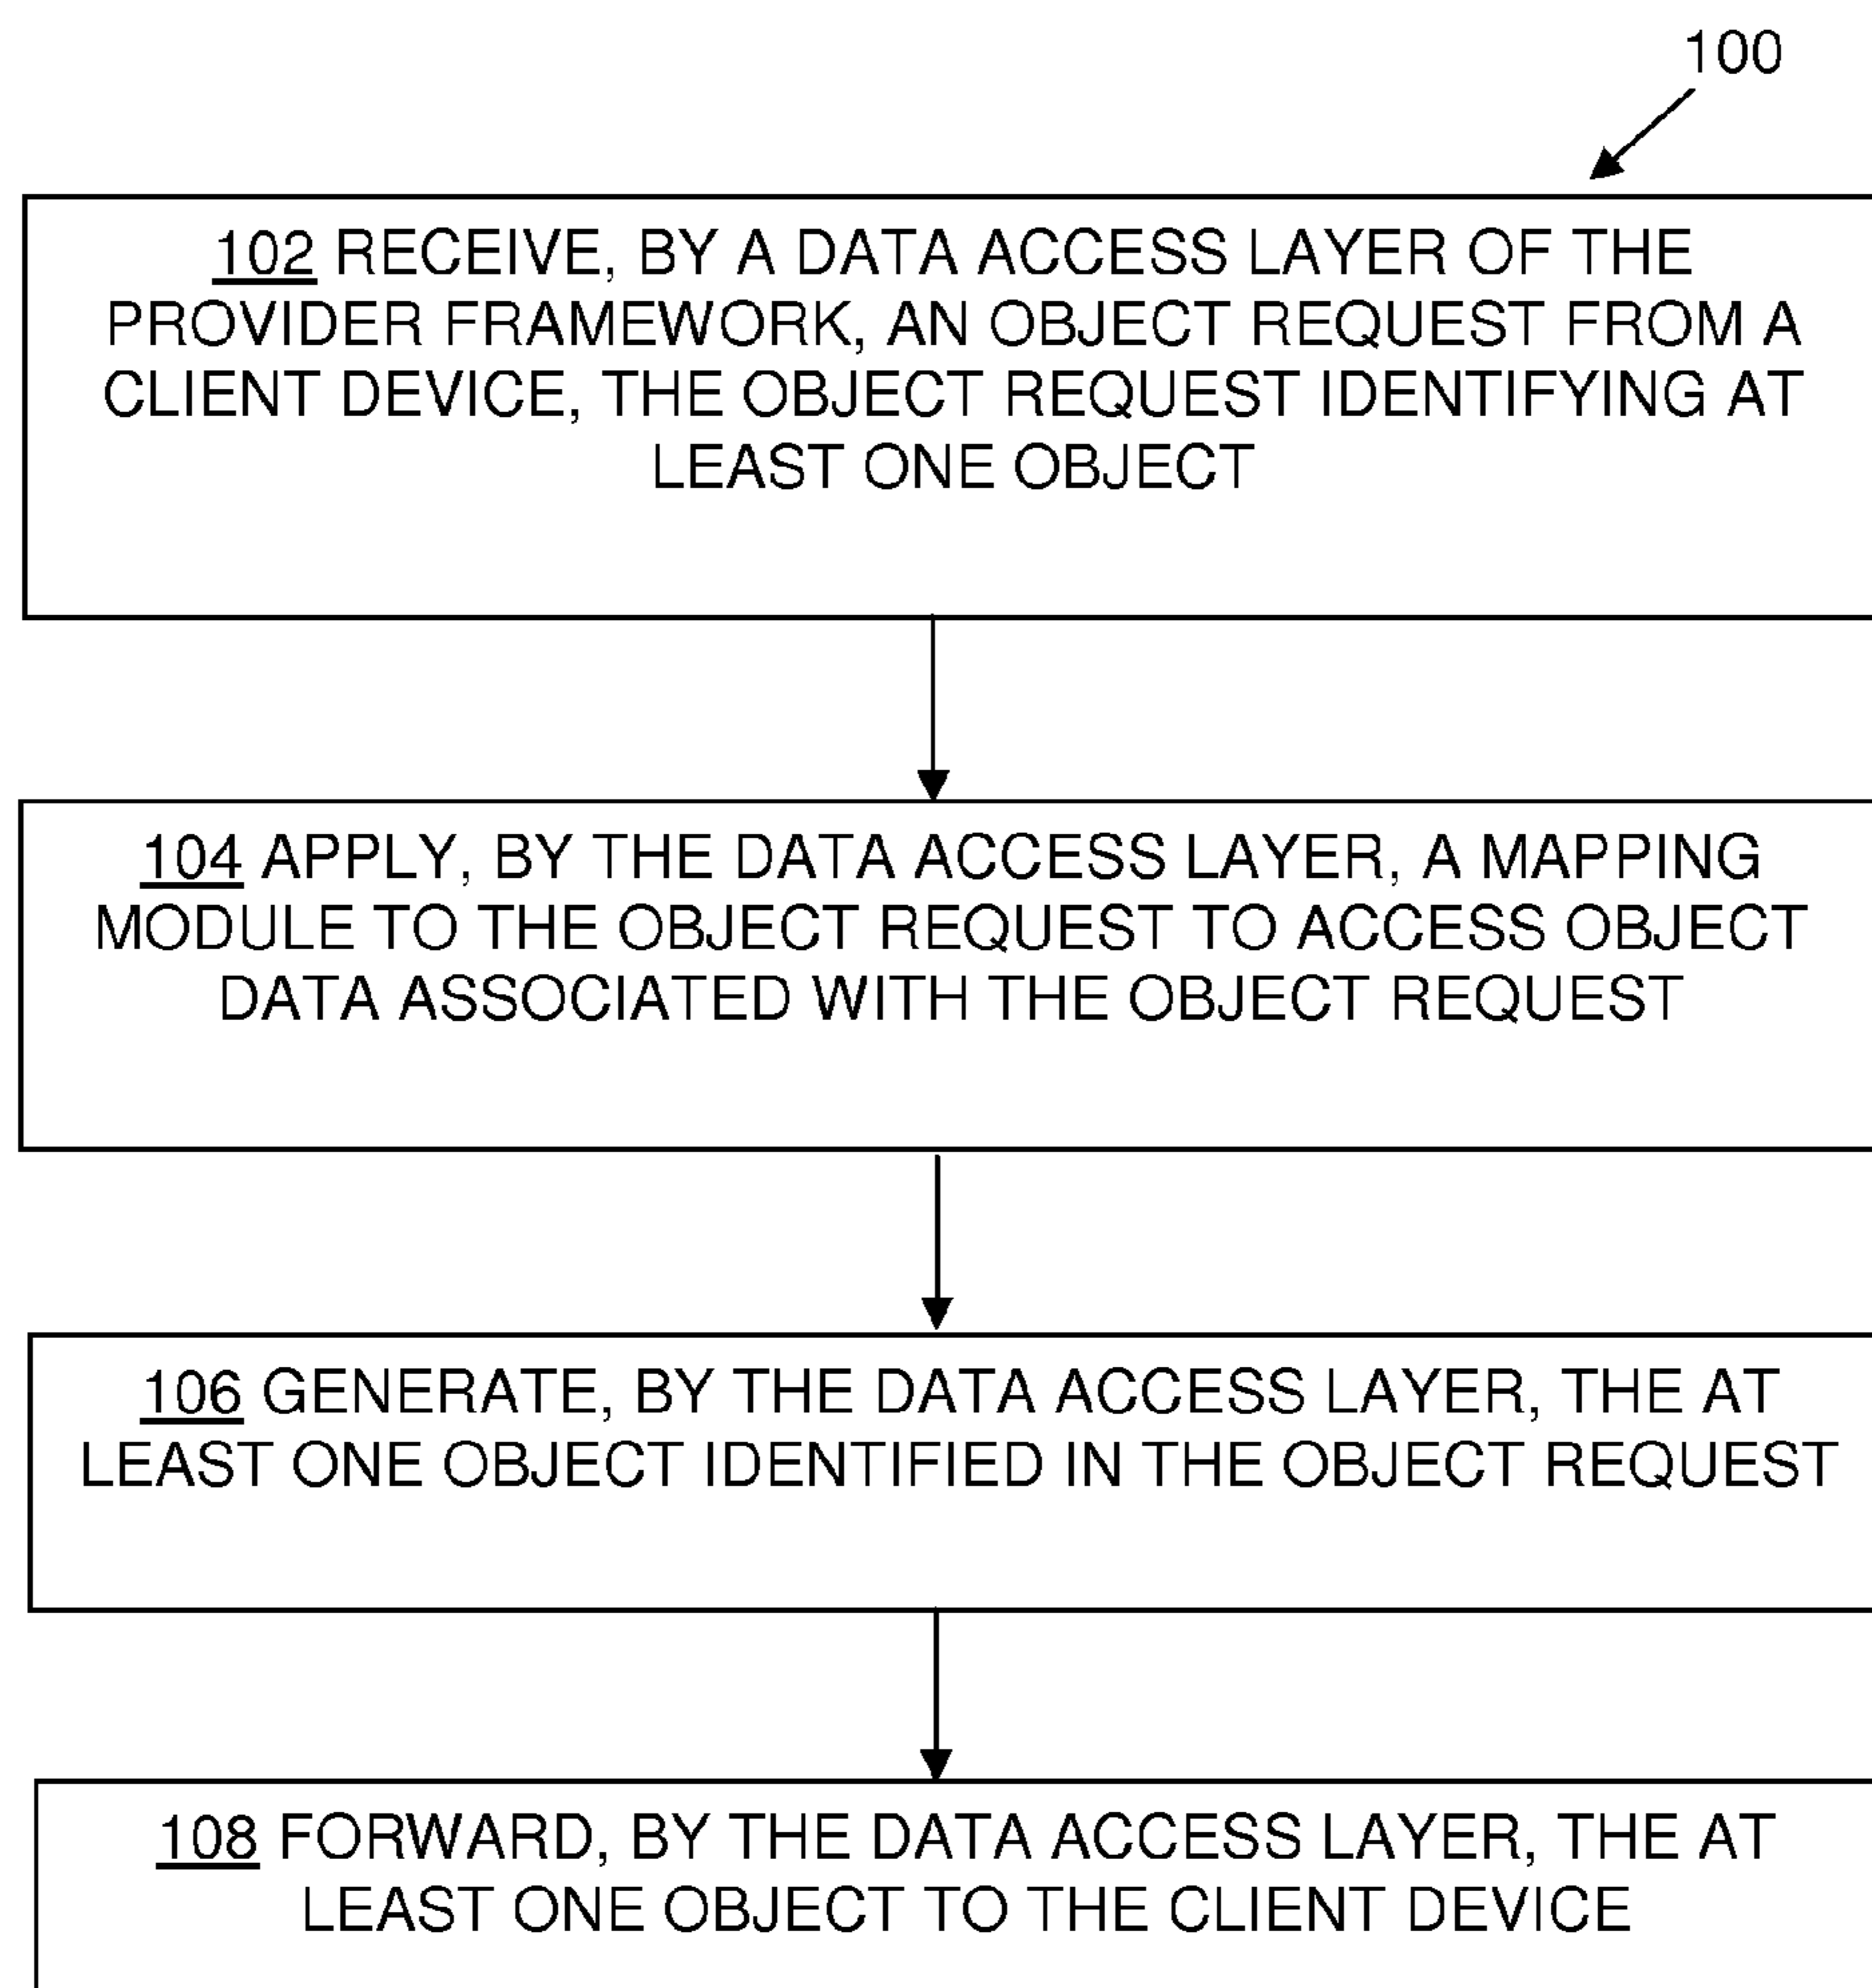 100
102 RECEIVE, BY A DATA ACCESS LAYER OF THE
PROVIDER FRAMEWORK, AN OBJECT REQUEST FROM A
CLIENT DEVICE, THE OBJECT REQUEST IDENTIFYING AT
LEAST ONE OBJECT
104 APPLY, BY THE DATA ACCESS LAYER, A MAPPING
MODULE TO THE OBJECT REQUEST TO ACCESS OBJECT
DATA ASSOCIATED WITH THE OBJECT REQUEST
106 GENERATE, BY THE DATA ACCESS LAYER, THE AT
LEAST ONE OBJECT IDENTIFIED IN THE OBJECT REQUEST
108 FORWARD, BY THE DATA ACCESS LAYER, THE AT
LEAST ONE OBJECT TO THE CLIENT DEVICE